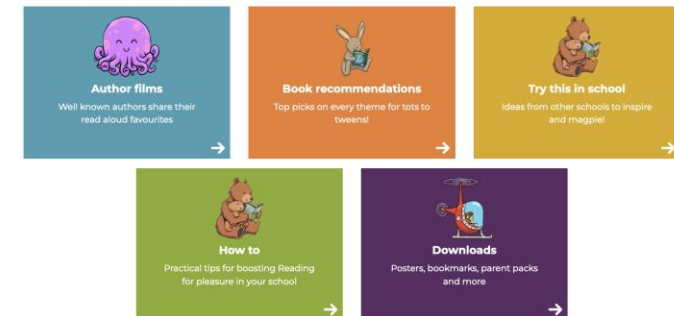 Author films
Well known authors share their
read aloud favourites
Book recommendations
Top picks on every theme for tots to
tweens!
Try this in school
Ideas from other schools to inspire
and magpie!
How to
Practical tips for boosting Reading
for pleasure in your school
Downloads
Posters, bookmarks, parent packs
and more